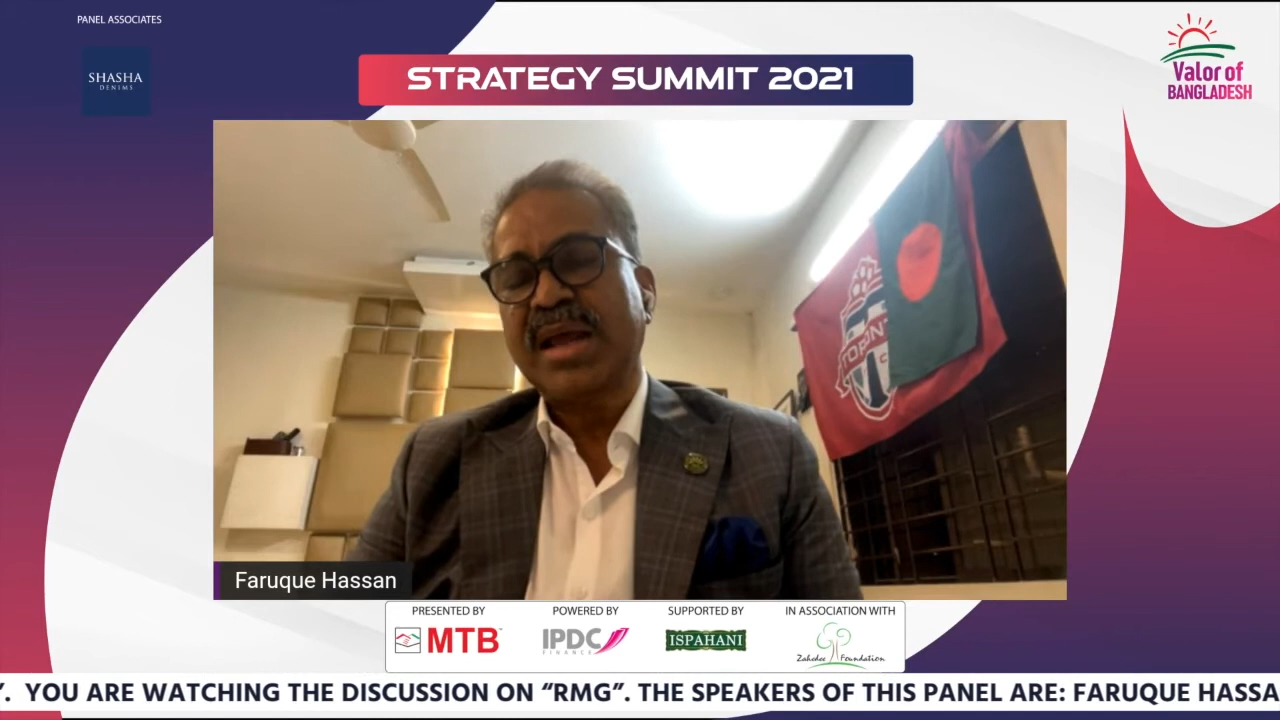 PANEL ASSOCIATES
SHASHA
DENIMS
STRATEGY SUMMIT 2021
Valor of
BANGLADESH
TORONTO
Faruque Hassan
PRESENTED BY
MTB
POWERED BY
IPDC
FINANCE
SUPPORTED BY
ISPAHANI
IN ASSOCIATION WITH
Zahedee Foundation
Y. YOU ARE WATCHING THE DISCUSSION ON “RMG”. THE SPEAKERS OF THIS PANEL ARE: FARUQUE HASSA